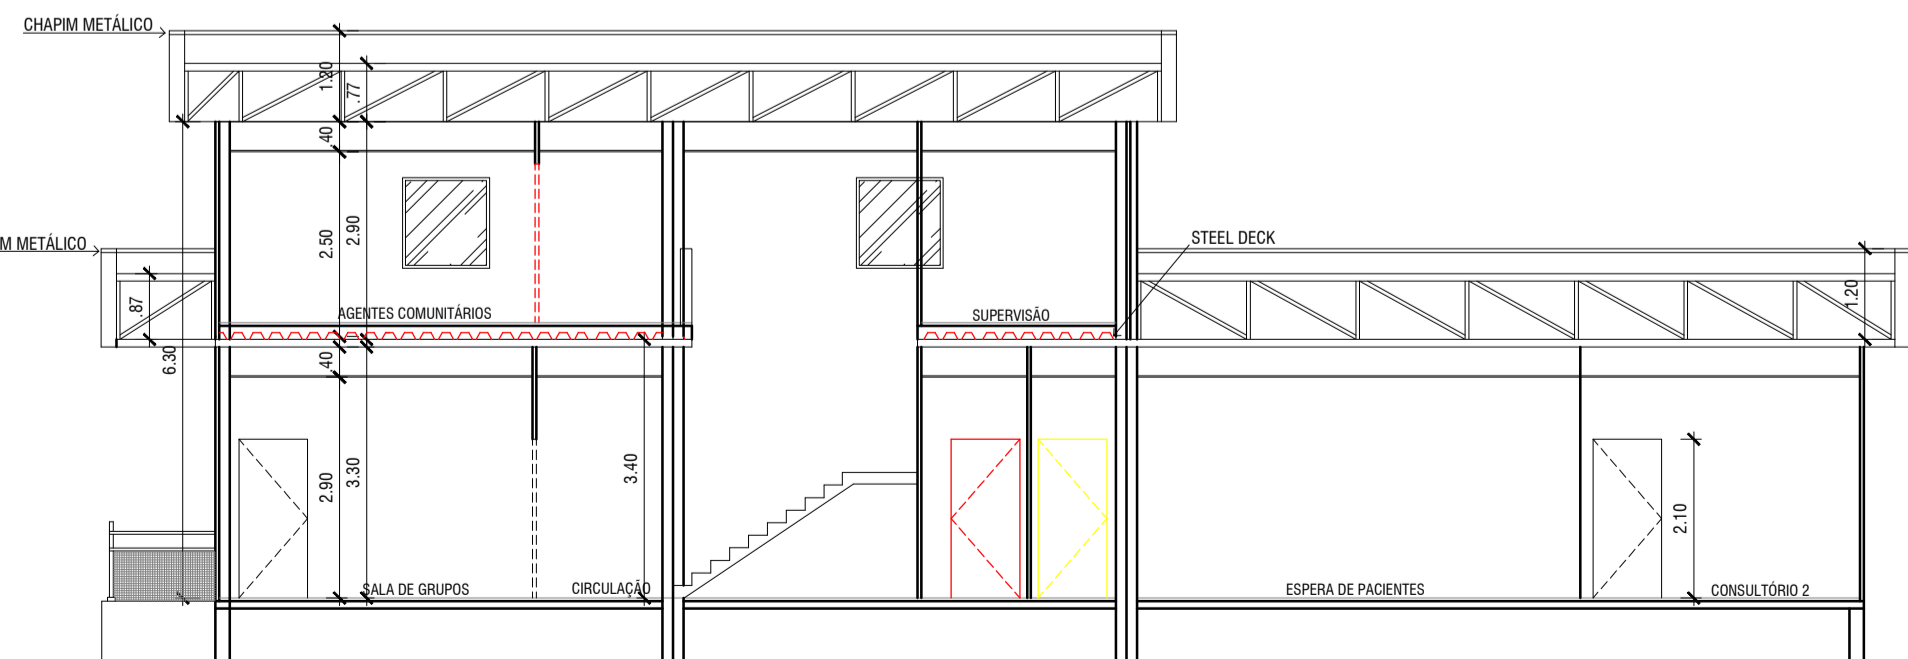 CHAPIM METÁLICO
1.20
.77
.40
2.50
2.90
M METÁLICO
STEEL DECK
.87
1.20
AGENTES COMUNITÁRIOS
SUPERVISÃO
6.30
.40
2.90
3.30
3.40
2.10
SALA DE GRUPOS
CIRCULAÇÃO
ESPERA DE PACIENTES
CONSULTÓRIO 2